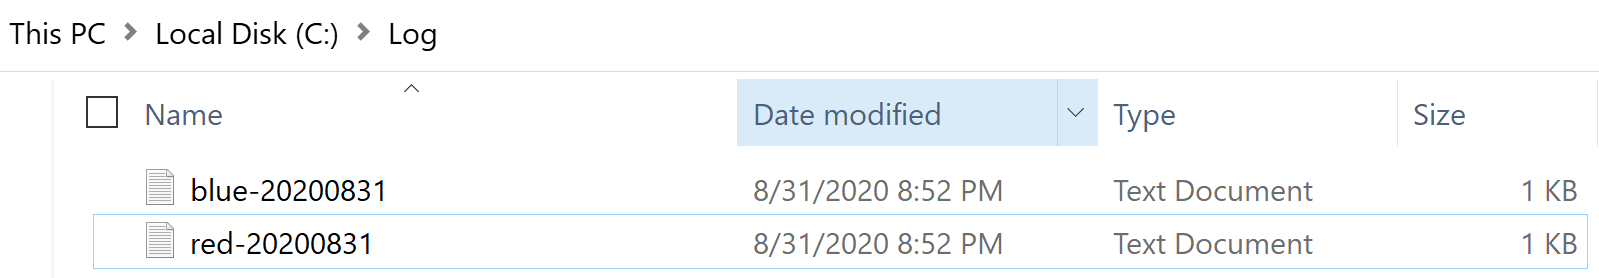 This PC > Local Disk (C:) > Log
Name Date modified Type Size
blue-20200831 8/31/2020 8:52 PM Text Document 1 KB
red-20200831 8/31/2020 8:52 PM Text Document 1 KB